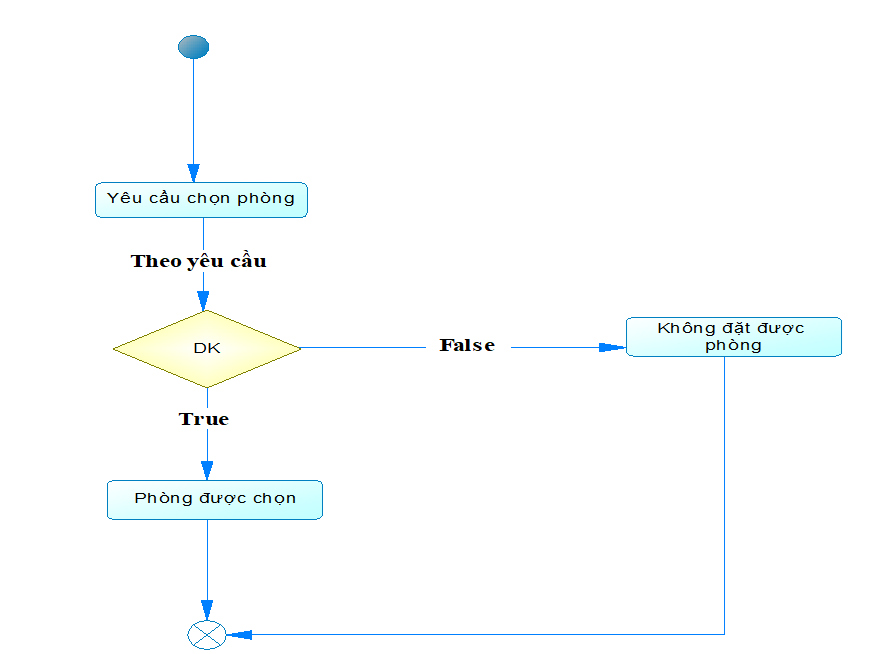 Yêu cầu chọn phòng
Theo yêu cầu
DK
False
Không đặt được
phòng
True
Phòng được chọn